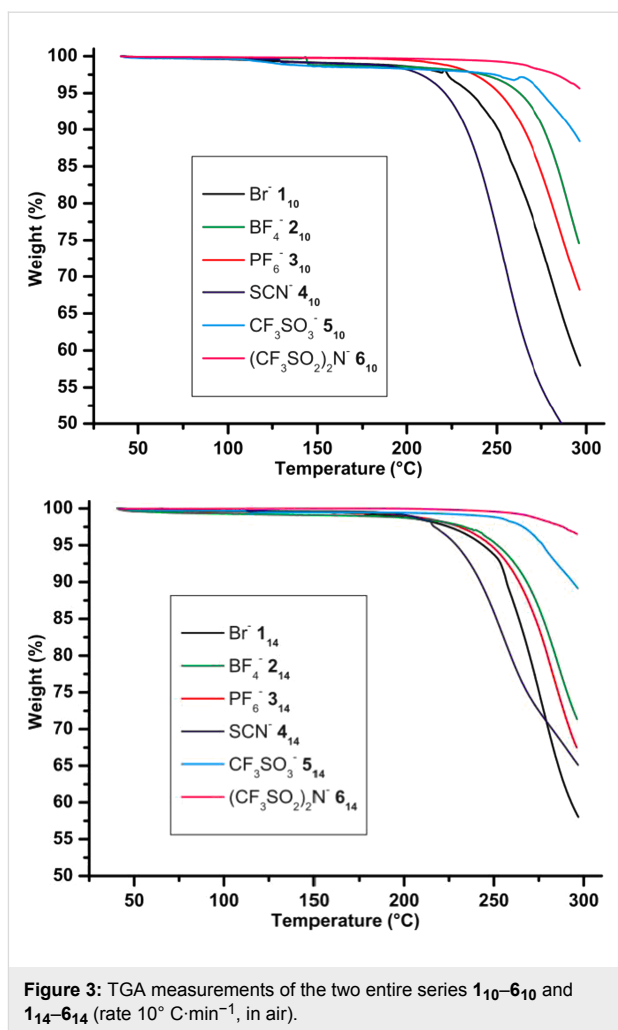 100
95
90
85
80
75
70
65
60
55
50
Weight (%)
Br⁻ 1₁₀
BF₄⁻ 2₁₀
PF₆⁻ 3₁₀
SCN⁻ 4₁₀
CF₃SO₃⁻ 5₁₀
(CF₃SO₂)₂N⁻ 6₁₀
50 100 150 200 250 300
Temperature (°C)
100
95
90
85
80
75
70
65
60
55
50
Weight (%)
Br⁻ 1₁₄
BF₄⁻ 2₁₄
PF₆⁻ 3₁₄
SCN⁻ 4₁₄
CF₃SO₃⁻ 5₁₄
(CF₃SO₂)₂N⁻ 6₁₄
50 100 150 200 250 300
Temperature (°C)
Figure 3: TGA measurements of the two entire series 1₁₀–6₁₀ and
1₁₄–6₁₄ (rate 10° C·min⁻¹, in air).